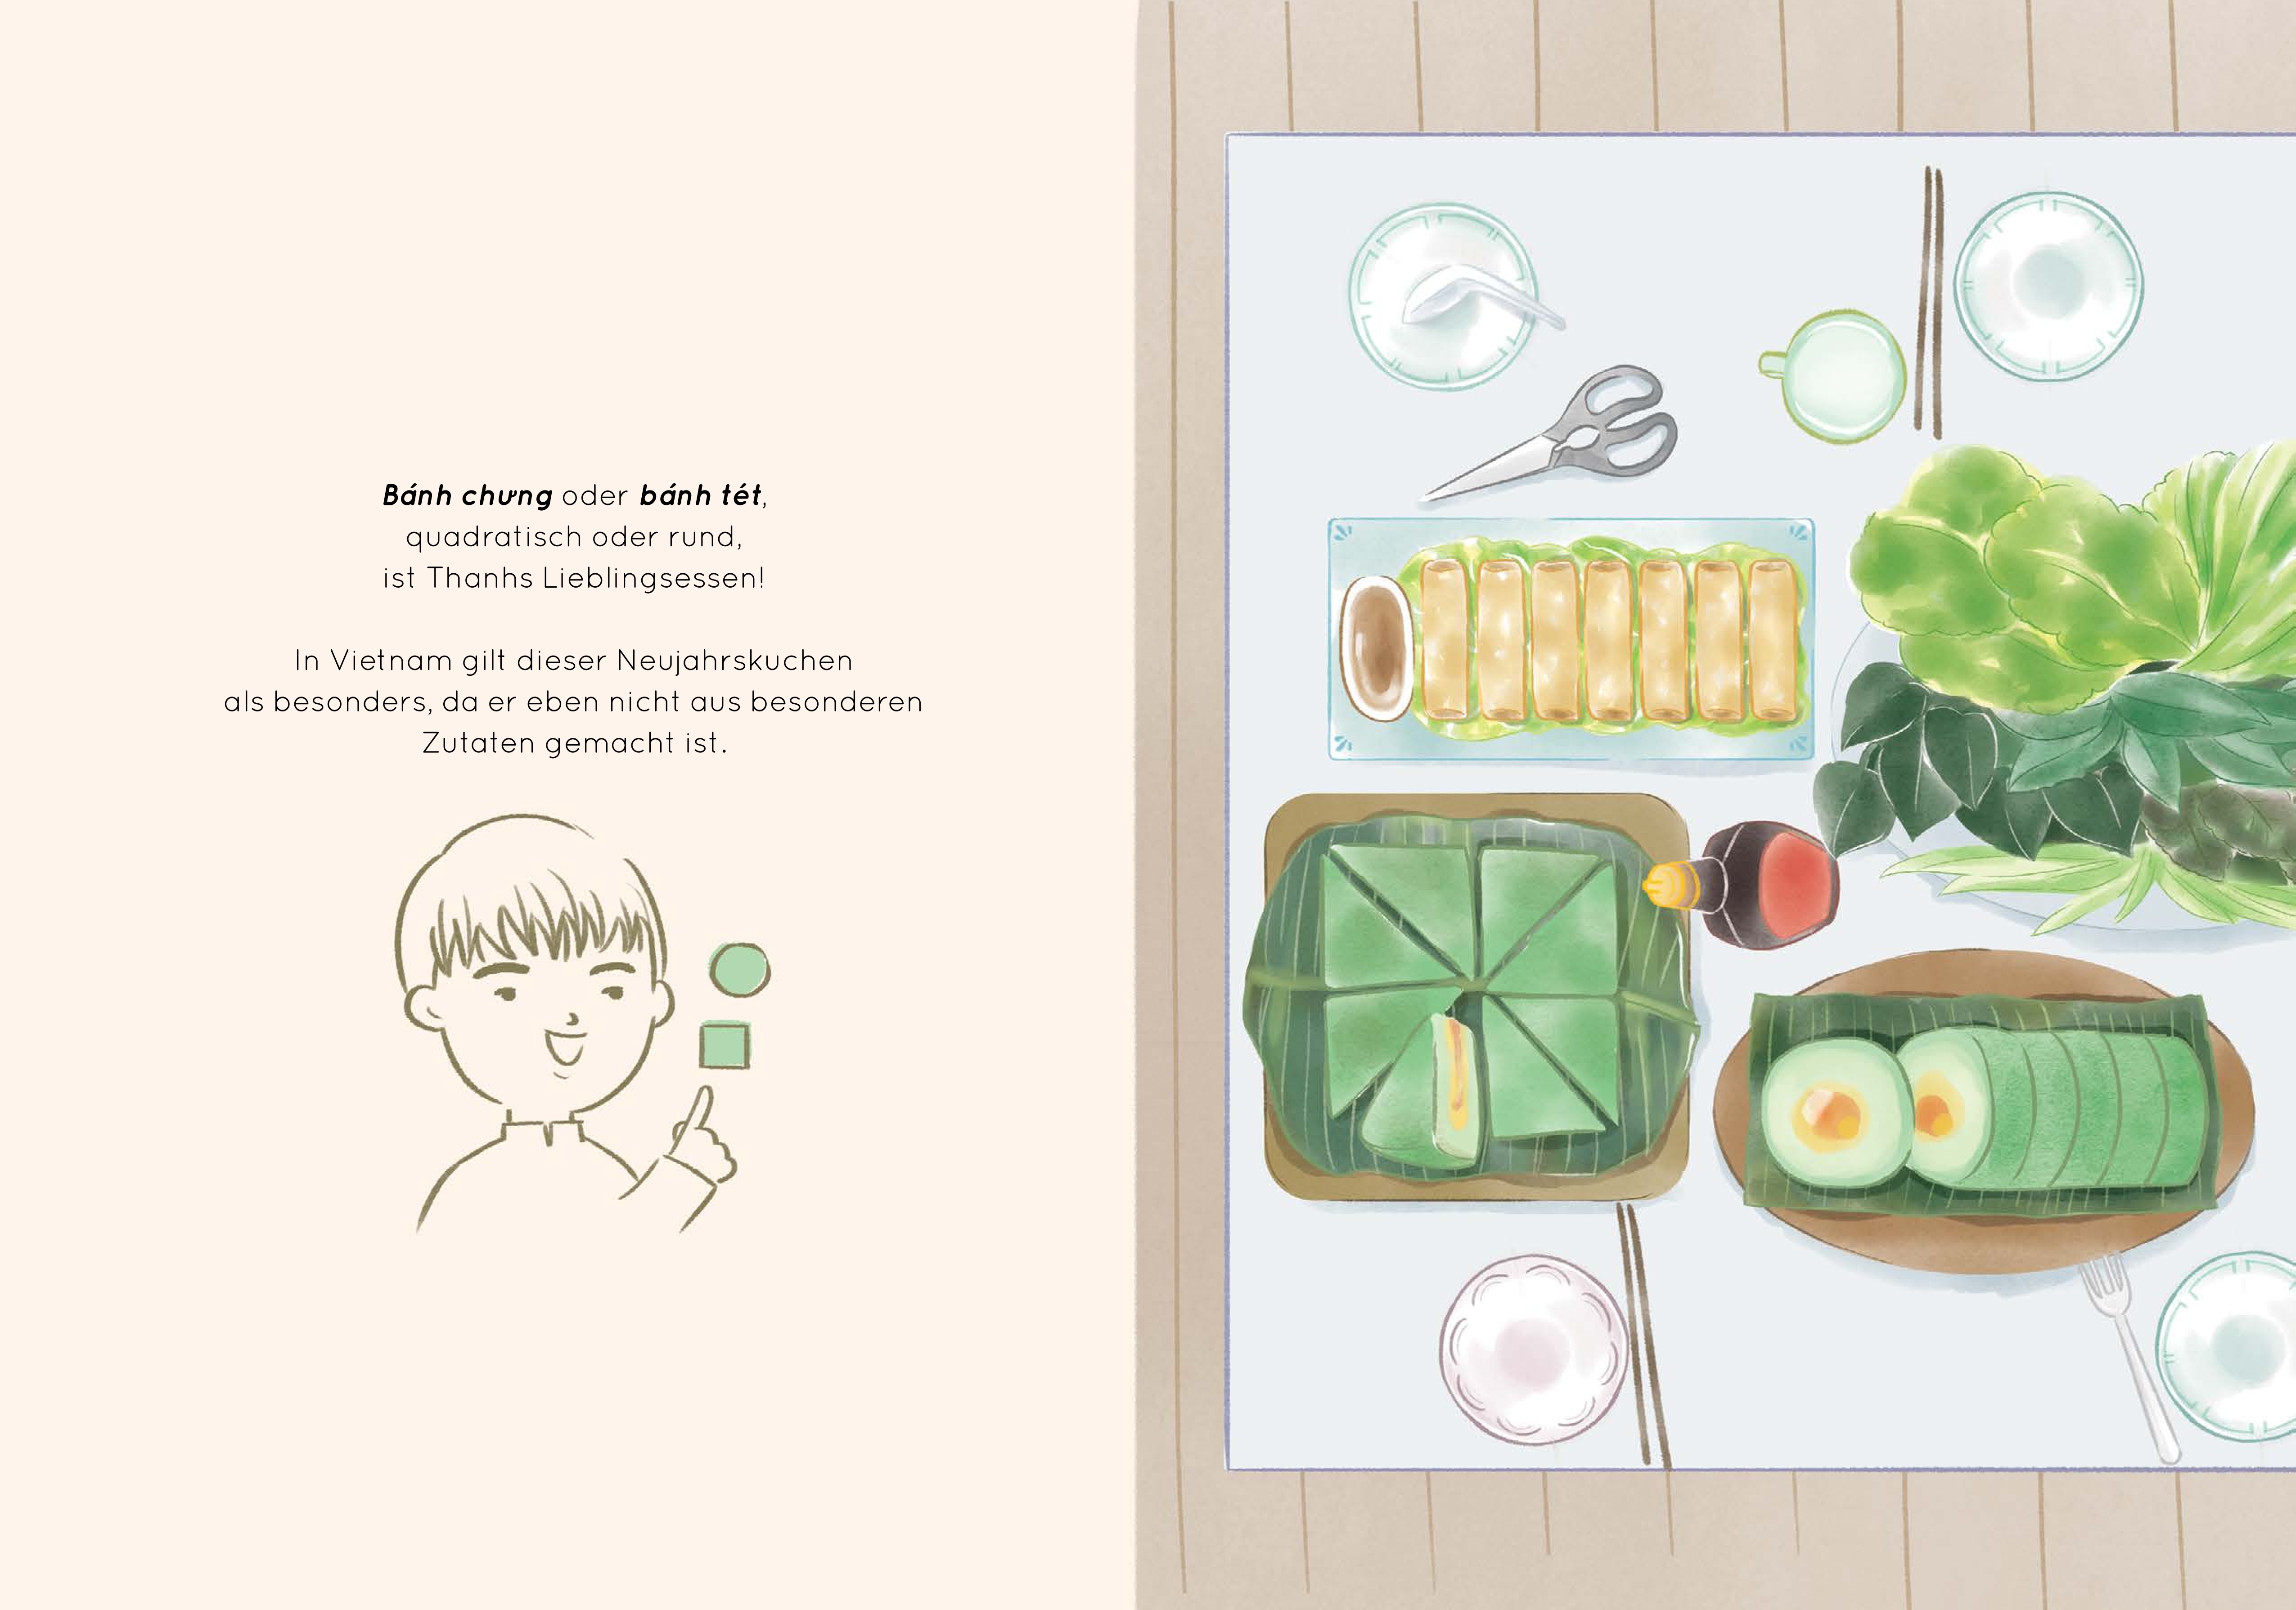 Bánh chưng oder bánh tét,
quadratisch oder rund,
ist Thanhs Lieblingsessen!
In Vietnam gilt dieser Neujahrskuchen
als besonders, da er eben nicht aus besonderen
Zutaten gemacht ist.